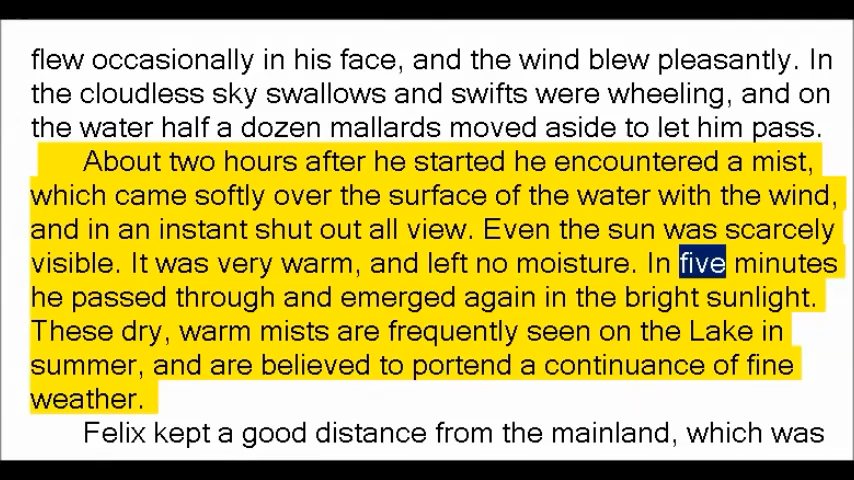 flew occasionally in his face, and the wind blew pleasantly. In
the cloudless sky swallows and swifts were wheeling, and on
the water half a dozen mallards moved aside to let him pass.
About two hours after he started he encountered a mist,
which came softly over the surface of the water with the wind,
and in an instant shut out all view. Even the sun was scarcely
visible. It was very warm, and left no moisture. In five minutes
he passed through and emerged again in the bright sunlight.
These dry, warm mists are frequently seen on the Lake in
summer, and are believed to portend a continuance of fine
weather.
Felix kept a good distance from the mainland, which was